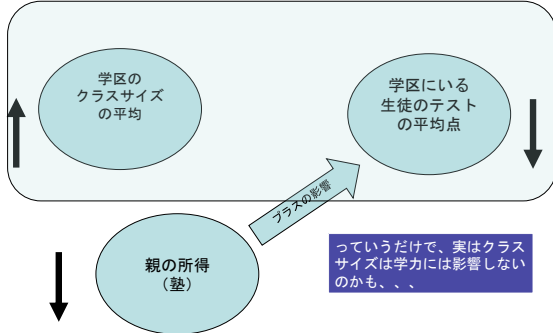 学区の
クラスサイズ
の平均
学区にいる
生徒のテスト
の平均点
プラスの影響
親の所得
（塾）
っていうだけで、実はクラス
サイズは学力には影響しない
のかも、、、